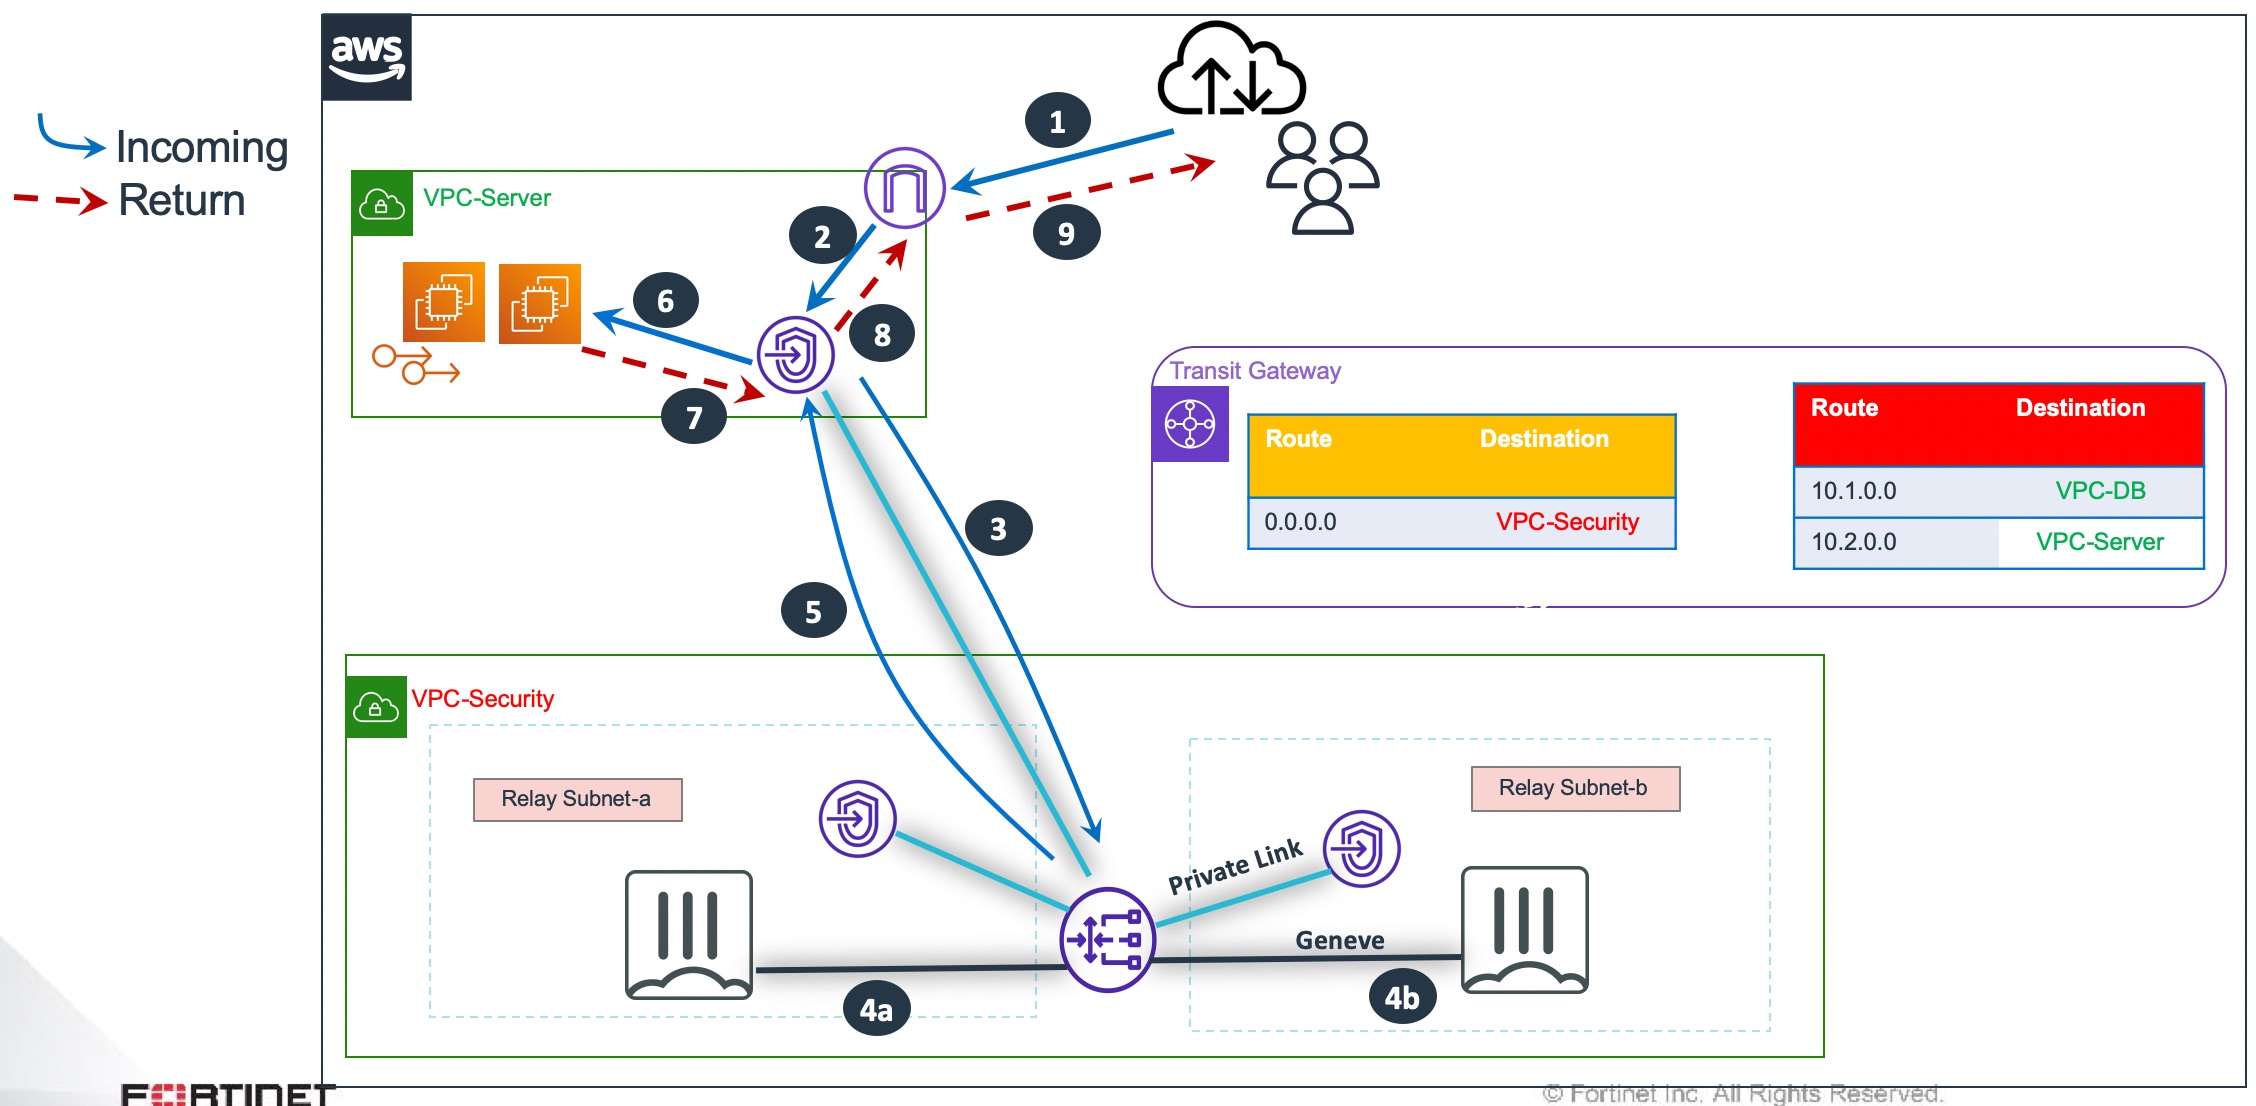 aws
1
Incoming
Return
VPC-Server
2
9
6
8
7
Transit Gateway
Route Destination
0.0.0.0 VPC-Security
Route Destination
10.1.0.0 VPC-DB
10.2.0.0 VPC-Server
3
5
VPC-Security
Relay Subnet-a
Relay Subnet-b
Private Link
Geneve
4a
4b
FORTINET
© Fortinet Inc. All Rights Reserved.